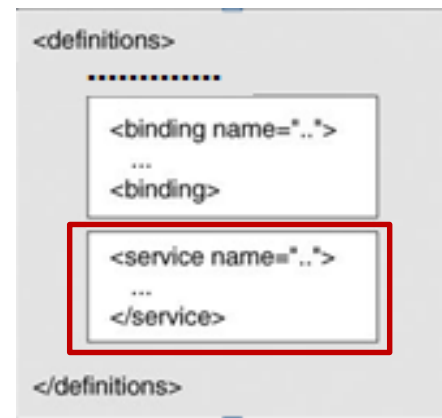 <definitions>
.............
<binding name="..">
...
<binding>
<service name="..">
...
</service>
</definitions>